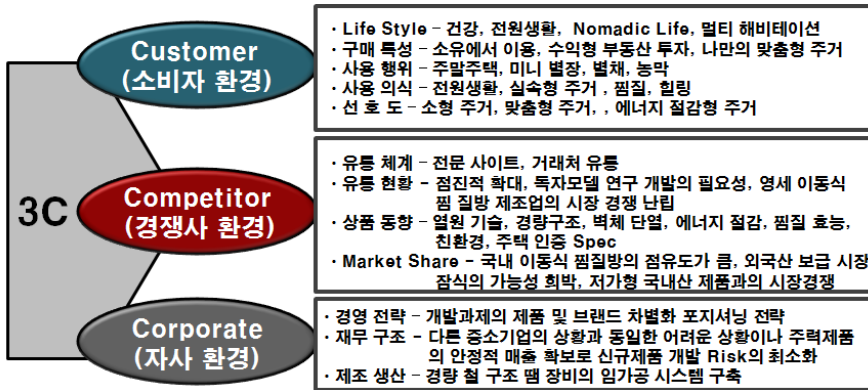 3C
Customer
(소비자 환경)
· Life Style – 건강, 전원생활, Nomadic Life, 멀티 해비테이션
· 구매 특성 – 소유에서 이용, 수익형 부동산 투자, 나만의 맞춤형 주거
· 사용 행위 – 주말주택, 미니 별장, 별채, 농막
· 사용 의식 – 전원생활, 실속형 주거 , 찜질, 힐링
· 선 호 도 – 소형 주거, 맞춤형 주거, , 에너지 절감형 주거
Competitor
(경쟁사 환경)
· 유통 체계 – 전문 사이트, 거래처 유통
· 유통 현황 – 점진적 확대, 독자모델 연구 개발의 필요성, 영세 이동식
찜 질방 제조업의 시장 경쟁 난립
· 상품 동향 – 열원 기술, 경량구조, 벽체 단열, 에너지 절감, 찜질 효능,
친환경, 주택 인증 Spec
· Market Share – 국내 이동식 찜질방의 점유도가 큼, 외국산 보급 시장
잠식의 가능성 희박, 저가형 국내산 제품과의 시장경쟁
Corporate
(자사 환경)
· 경영 전략 – 개발과제의 제품 및 브랜드 차별화 포지셔닝 전략
· 재무 구조 – 다른 중소기업의 상황과 동일한 어려운 상황이나 주력제품
의 안정적 매출 확보로 신규제품 개발 Risk의 최소화
· 제조 생산 – 경량 철 구조 땜 장비의 임가공 시스템 구축